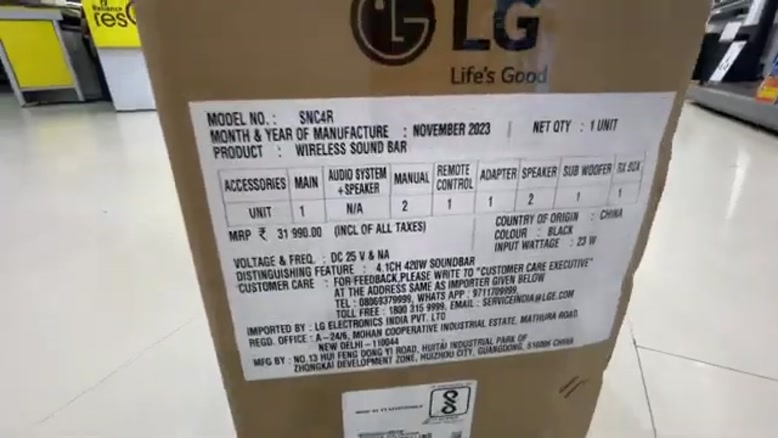 Reliance
res
LG
LG
Life's Good
MODEL NO. : SNC4R
MONTH & YEAR OF MANUFACTURE : NOVEMBER 2023 | NET QTY : 1 UNIT
PRODUCT : WIRELESS SOUND BAR
ACCESSORIES MAIN AUDIO SYSTEM +SPEAKER MANUAL REMOTE CONTROL ADAPTER SPEAKER SUB WOOFER RX BOX
UNIT 1 N/A 2 1 1 2 1 1
MRP ₹ 31 990.00 (INCL OF ALL TAXES)
COUNTRY OF ORIGIN : CHINA
COLOUR : BLACK
INPUT WATTAGE : 23 W
VOLTAGE & FREQ. : DC 25 V & NA
DISTINGUISHING FEATURE : 4.1CH 420W SOUNDBAR
CUSTOMER CARE : FOR FEEDBACK,PLEASE WRITE TO "CUSTOMER CARE EXECUTIVE"
AT THE ADDRESS SAME AS IMPORTER GIVEN BELOW
TEL : 08069379999, WHATS APP : 9711709999,
TOLL FREE : 1800 315 9999, EMAIL : SERVICEINDIA@LGE.COM
IMPORTED BY : LG ELECTRONICS INDIA PVT. LTD
REGD. OFFICE : A-24/6, MOHAN COOPERATIVE INDUSTRIAL ESTATE, MATHURA ROAD,
NEW DELHI-110044
MFG BY : NO.13 HUI FENG DONG YI ROAD, HUITAI INDUSTRIAL PARK OF
ZHONGKAI DEVELOPMENT ZONE, HUIZHOU CITY, GUANGDONG, 516006 CHINA